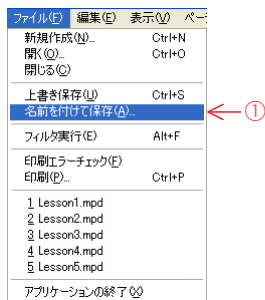 ファイル(F) 編集(E) 表示(V) ペー
新規作成(N)... Ctrl+N
開く(O)... Ctrl+O
閉じる(C)
上書き保存(U) Ctrl+S
名前を付けて保存(A)...
①
フィルタ実行(E) Alt+F
印刷エラーチェック(E)
印刷(P)... Ctrl+P
1 Lesson1.mpd
2 Lesson2.mpd
3 Lesson3.mpd
4 Lesson4.mpd
5 Lesson5.mpd
アプリケーションの終了(X)